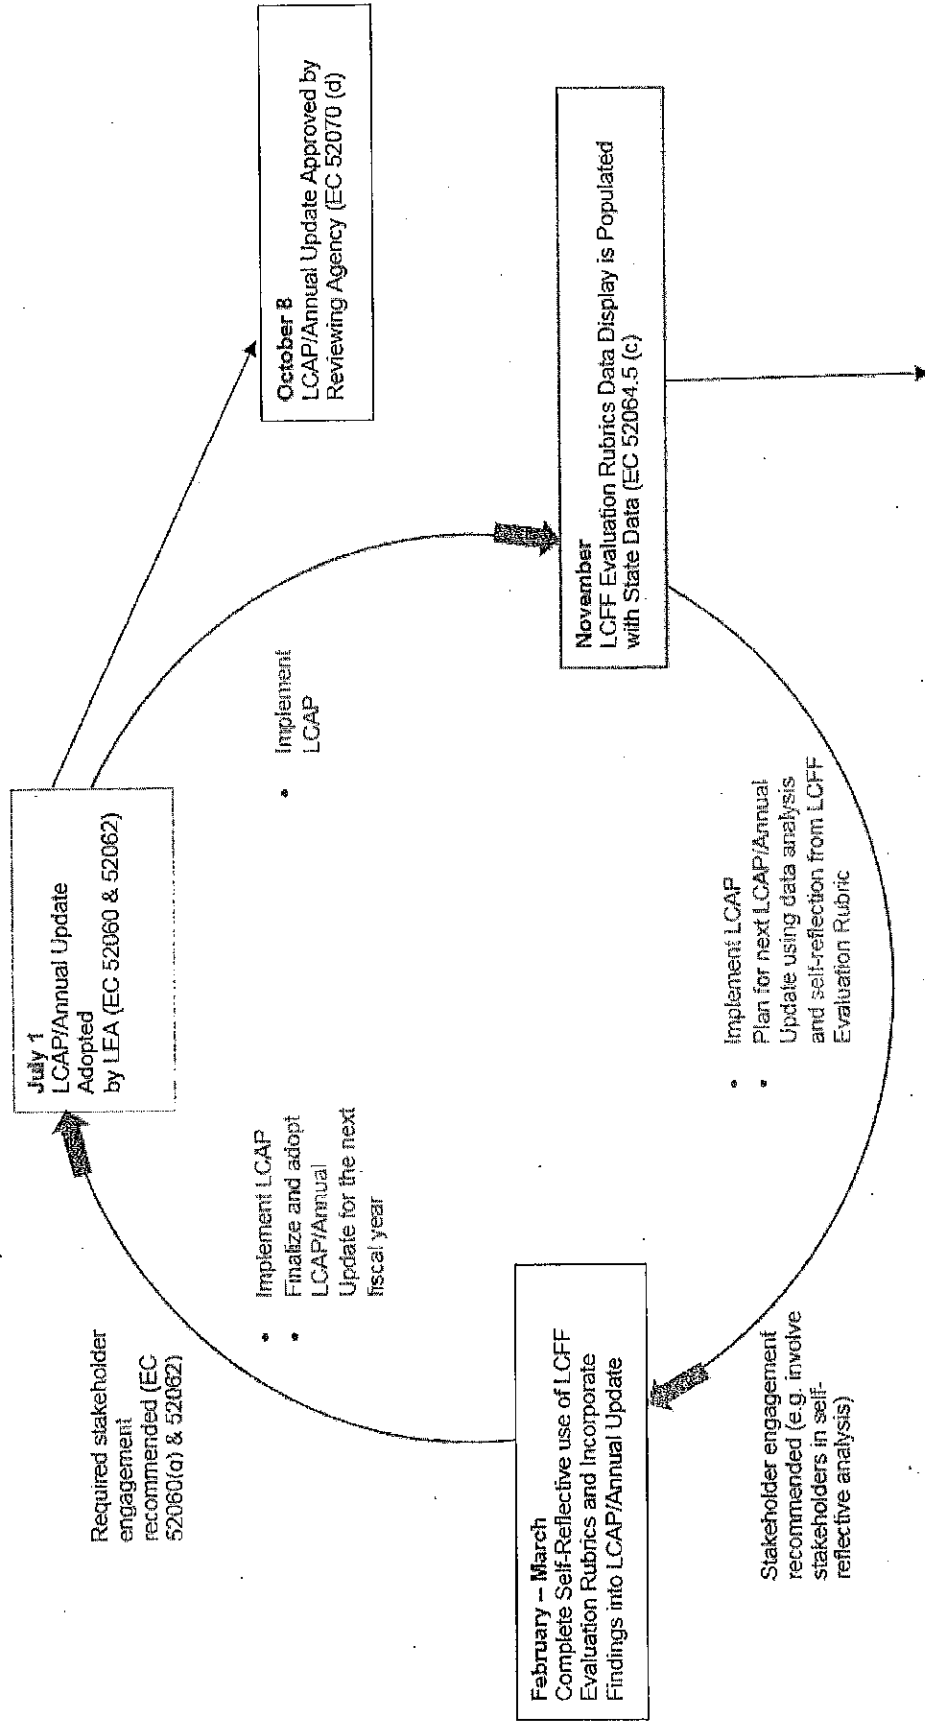 July 1
LCAP/Annual Update
Adopted
by LEA (EC 52060 & 52062)
October 8
LCAP/Annual Update Approved by
Reviewing Agency (EC 52070 (d)
Required stakeholder
engagement
recommended (EC
52060(g) & 52062)
• Implement LCAP
• Finalize and adopt
LCAP/Annual
Update for the next
fiscal year
• Implement
LCAP
November
LCFF Evaluation Rubrics Data Display is Populated
with State Data (EC 52064.5 (c)
February – March
Complete Self-Reflective use of LCFF
Evaluation Rubrics and Incorporate
Findings into LCAP/Annual Update
• Implement LCAP
• Plan for next LCAP/Annual
Update using data analysis
and self-reflection from LCFF
Evaluation Rubric
Stakeholder engagement
recommended (e.g. involve
stakeholders in self-
reflective analysis)